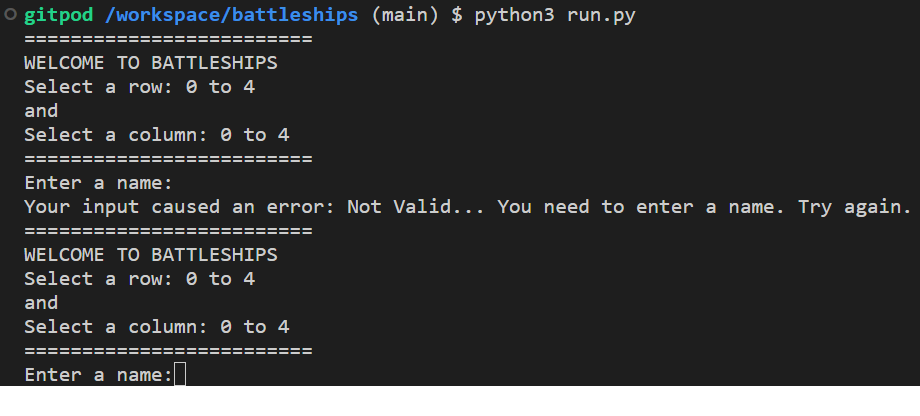 gitpod /workspace/battleships (main) $ python3 run.py
=========================
WELCOME TO BATTLESHIPS
Select a row: 0 to 4
and
Select a column: 0 to 4
=========================
Enter a name:
Your input caused an error: Not Valid... You need to enter a name. Try again.
=========================
WELCOME TO BATTLESHIPS
Select a row: 0 to 4
and
Select a column: 0 to 4
=========================
Enter a name: